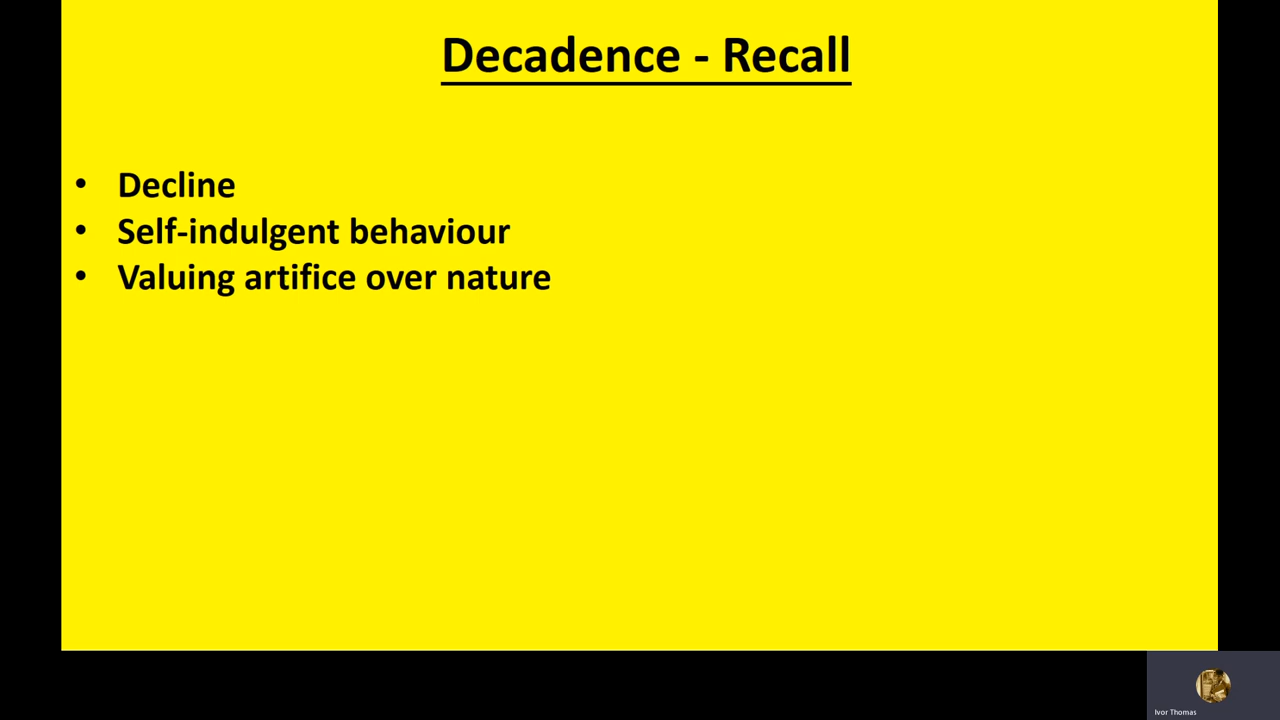 Decadence - Recall
• Decline
• Self-indulgent behaviour
• Valuing artifice over nature
Ivor Thomas